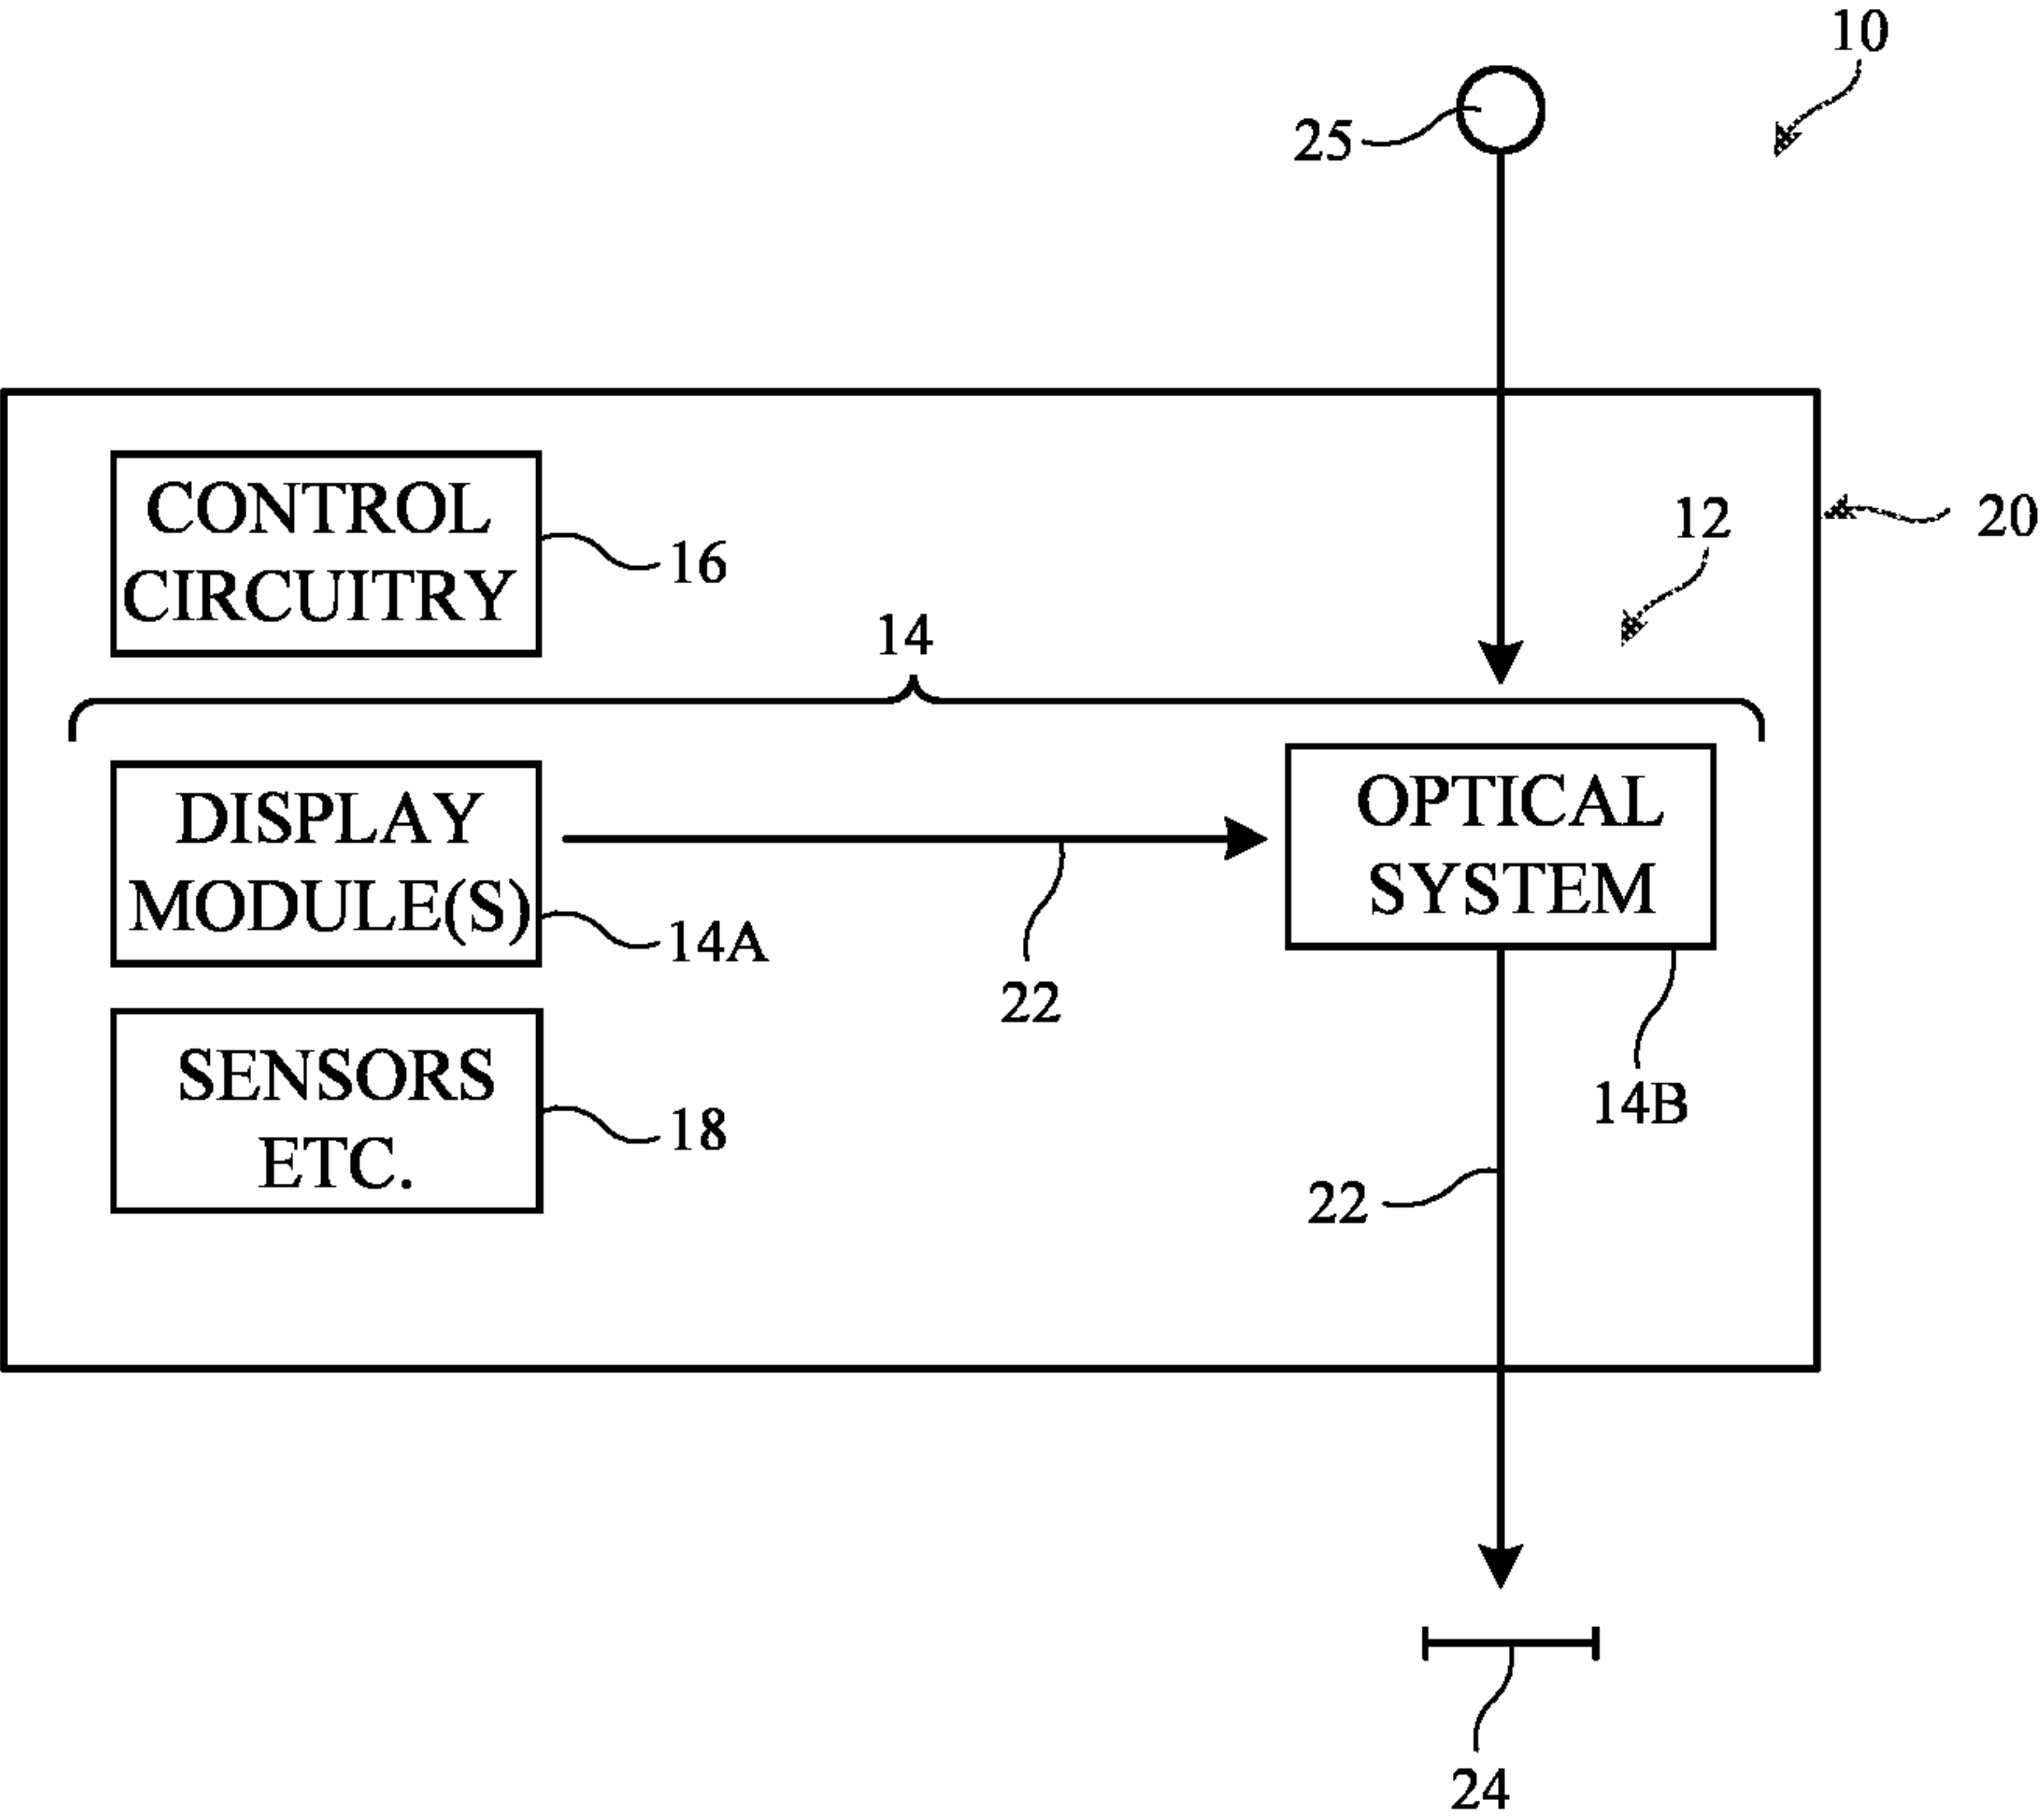 10
25
CONTROL
CIRCUITRY
16
12
20
14
DISPLAY
MODULE(S)
14A
22
OPTICAL
SYSTEM
14B
SENSORS
ETC.
18
22
24